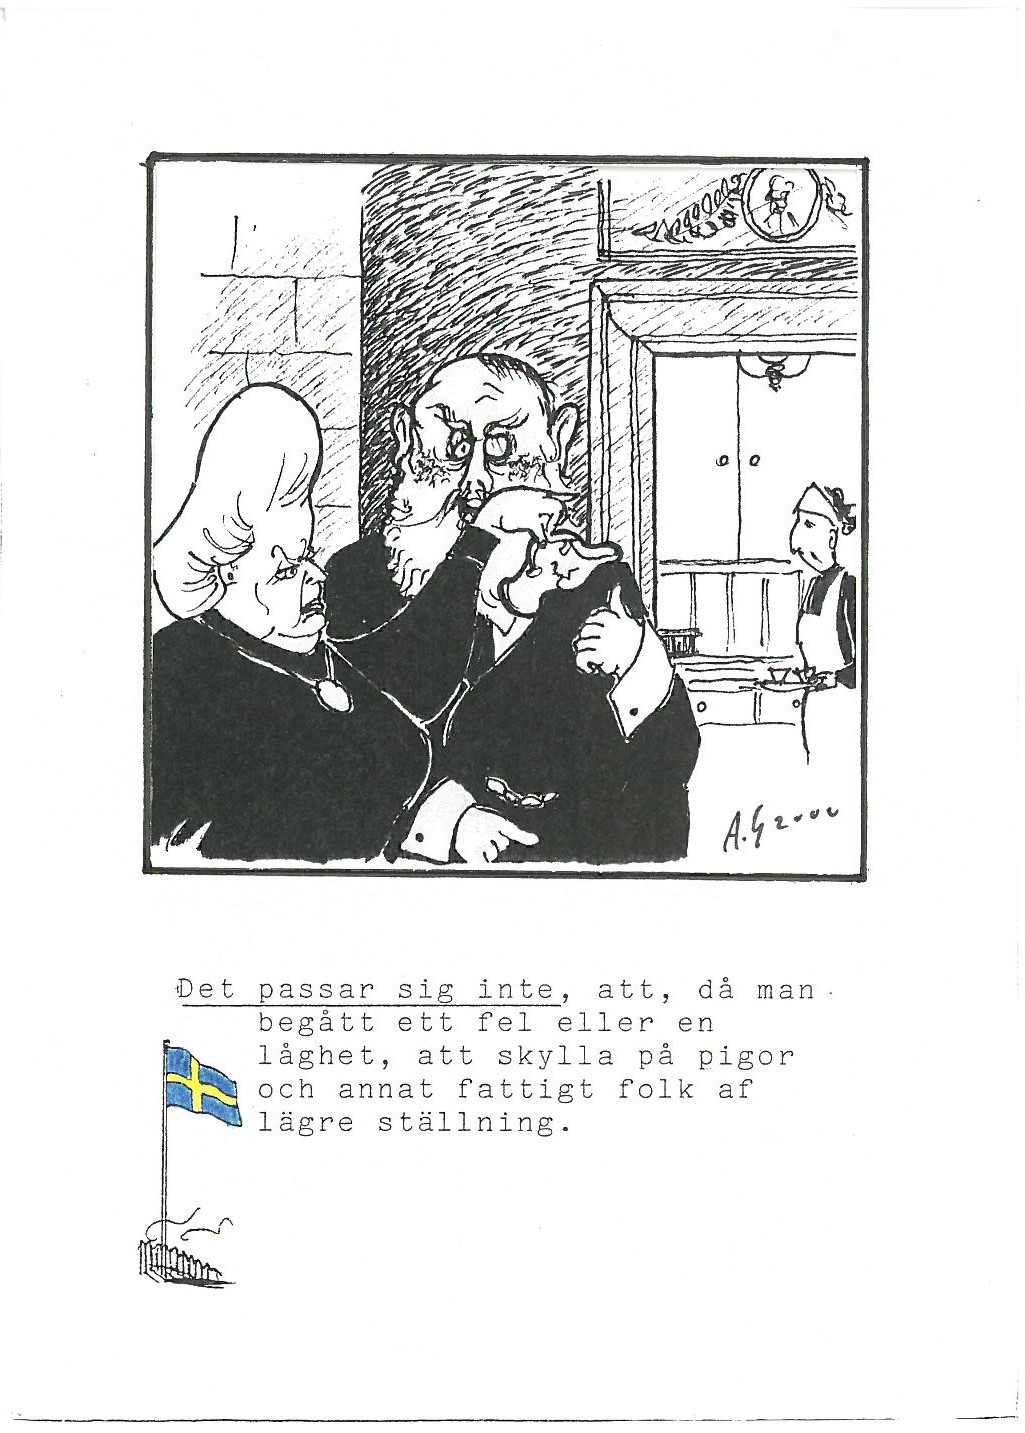 A.G 2000
Det passar sig inte, att, då man
begått ett fel eller en
låghet, att skylla på pigor
och annat fattigt folk af
lägre ställning.